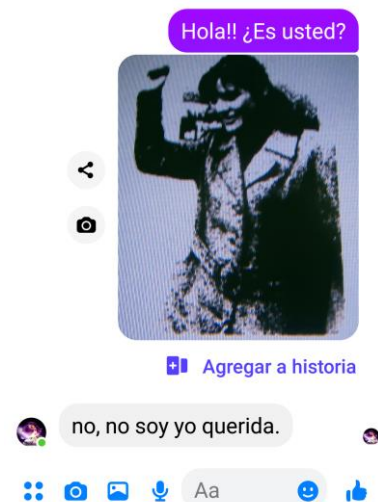 Hola!! ¿Es usted?
Agregar a historia
no, no soy yo querida.
Aa